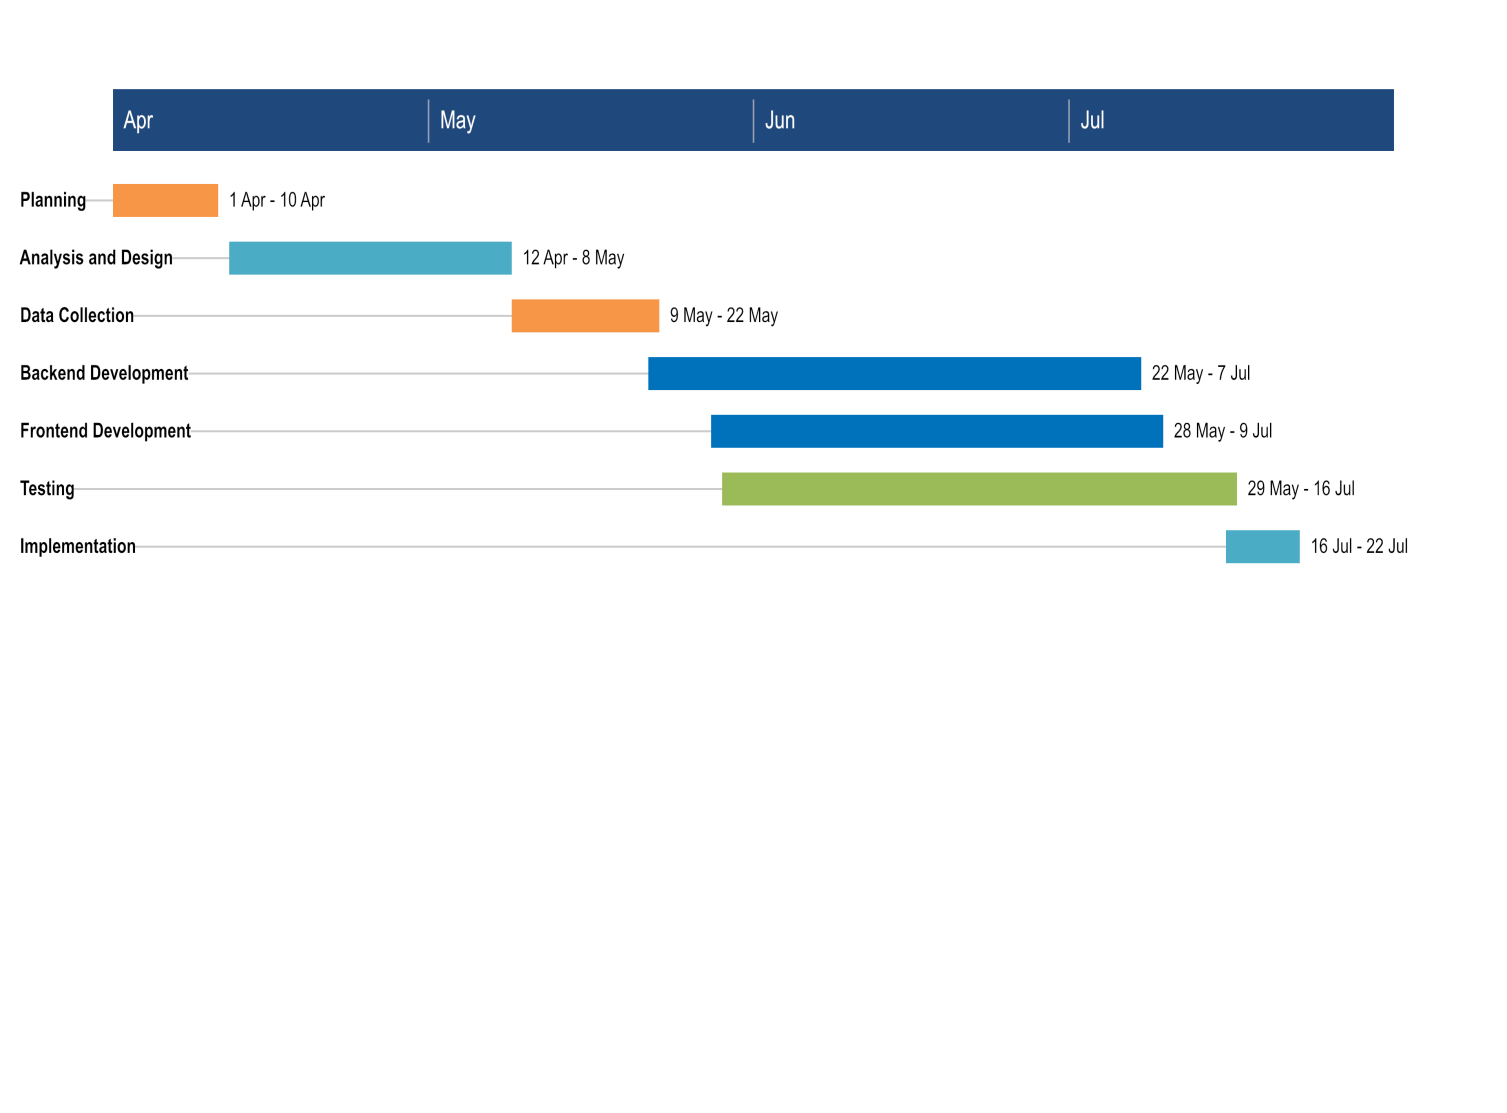 Apr May Jun Jul
Planning 1 Apr - 10 Apr
Analysis and Design 12 Apr - 8 May
Data Collection 9 May - 22 May
Backend Development 22 May - 7 Jul
Frontend Development 28 May - 9 Jul
Testing 29 May - 16 Jul
Implementation 16 Jul - 22 Jul